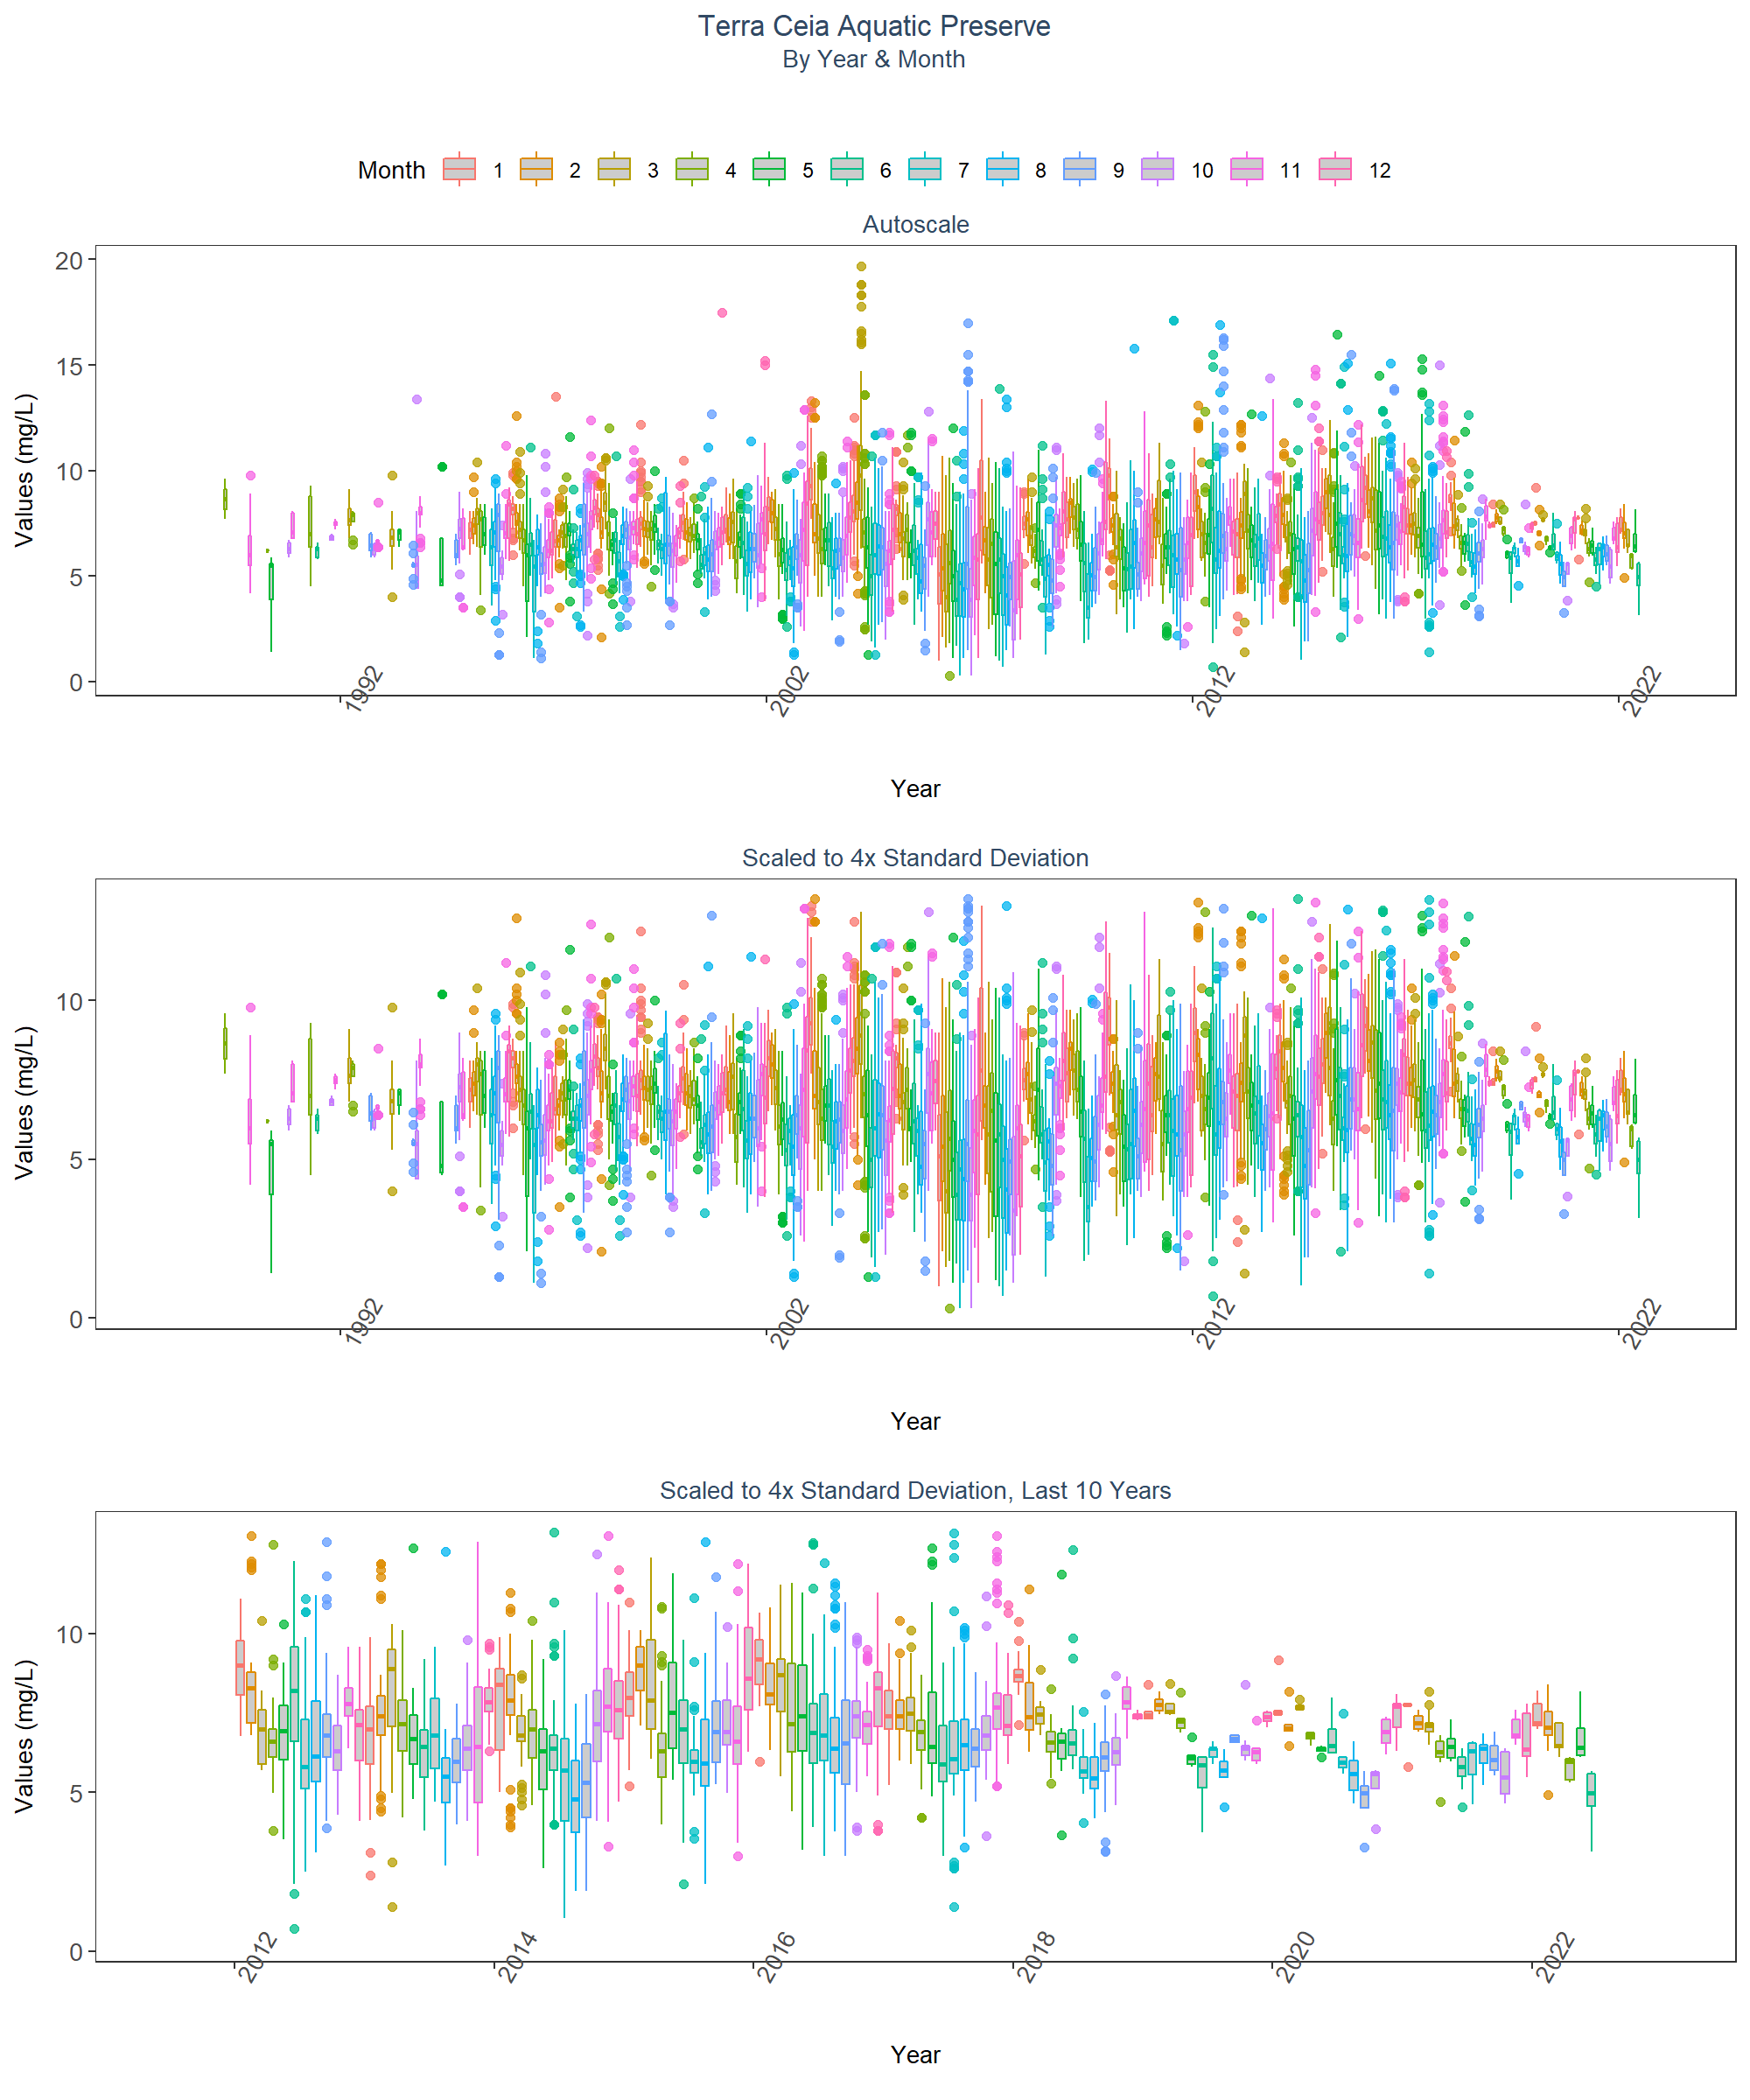 Terra Ceia Aquatic Preserve
By Year & Month
Month 1 2 3 4 5 6 7 8 9 10 11 12
Autoscale
Values (mg/L)
20
15
10
5
0
1992 2002 2012 2022
Year
Scaled to 4x Standard Deviation
Values (mg/L)
10
5
0
1992 2002 2012 2022
Year
Scaled to 4x Standard Deviation, Last 10 Years
Values (mg/L)
10
5
0
2012 2014 2016 2018 2020 2022
Year